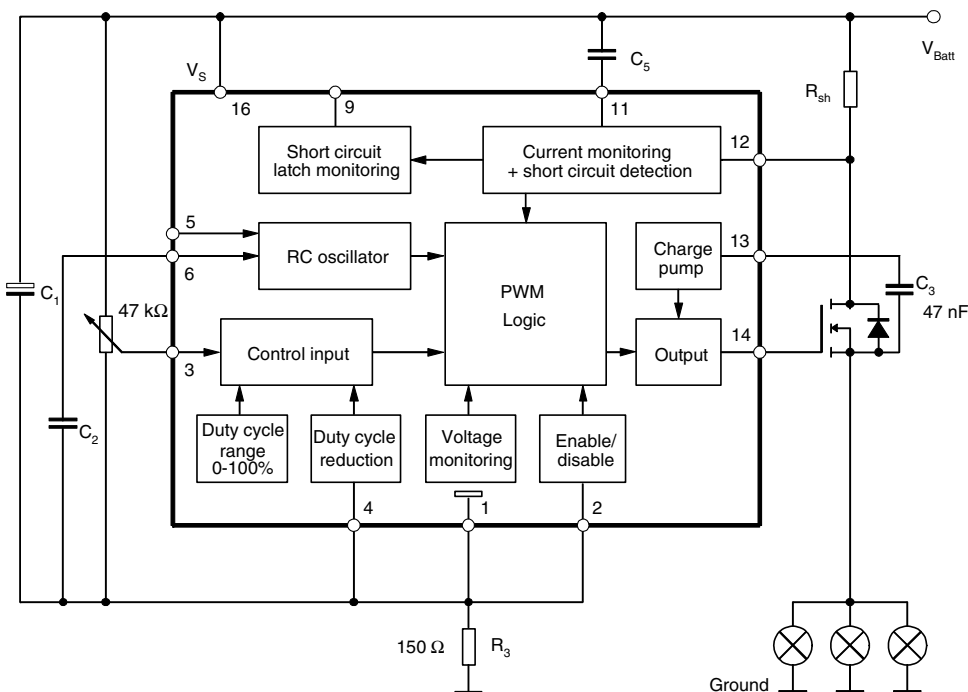 V_Batt
C_5
V_S
16
9
11
R_sh
Short circuit
latch monitoring
Current monitoring
+ short circuit detection
12
5
6
RC oscillator
PWM
Logic
Charge
pump
13
C_3
47 nF
C_1
47 kΩ
3
Control input
Output
14
C_2
Duty cycle
range
0-100%
Duty cycle
reduction
Voltage
monitoring
Enable/
disable
4
1
2
150 Ω
R_3
Ground